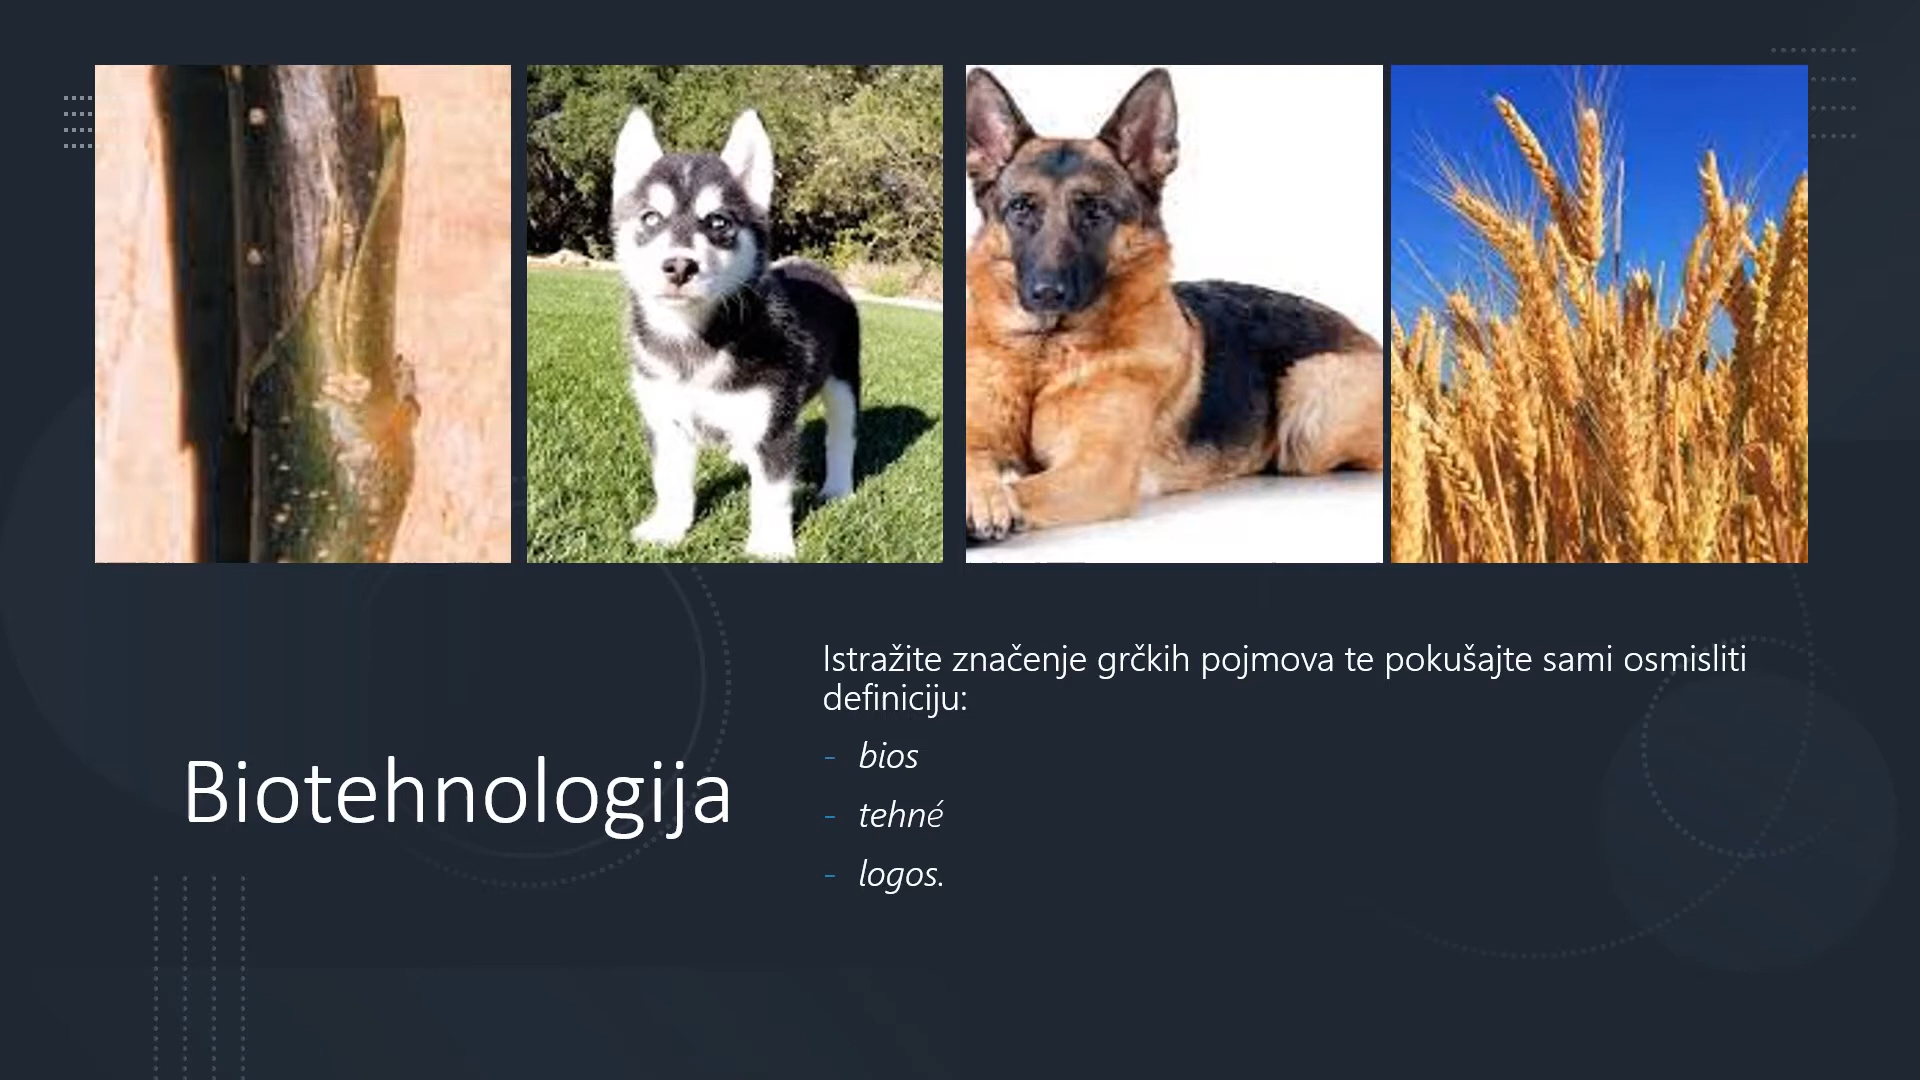 Istražite značenje grčkih pojmova te pokušajte sami osmisliti
definiciju:
- bios
- tehné
- logos.
Biotehnologija